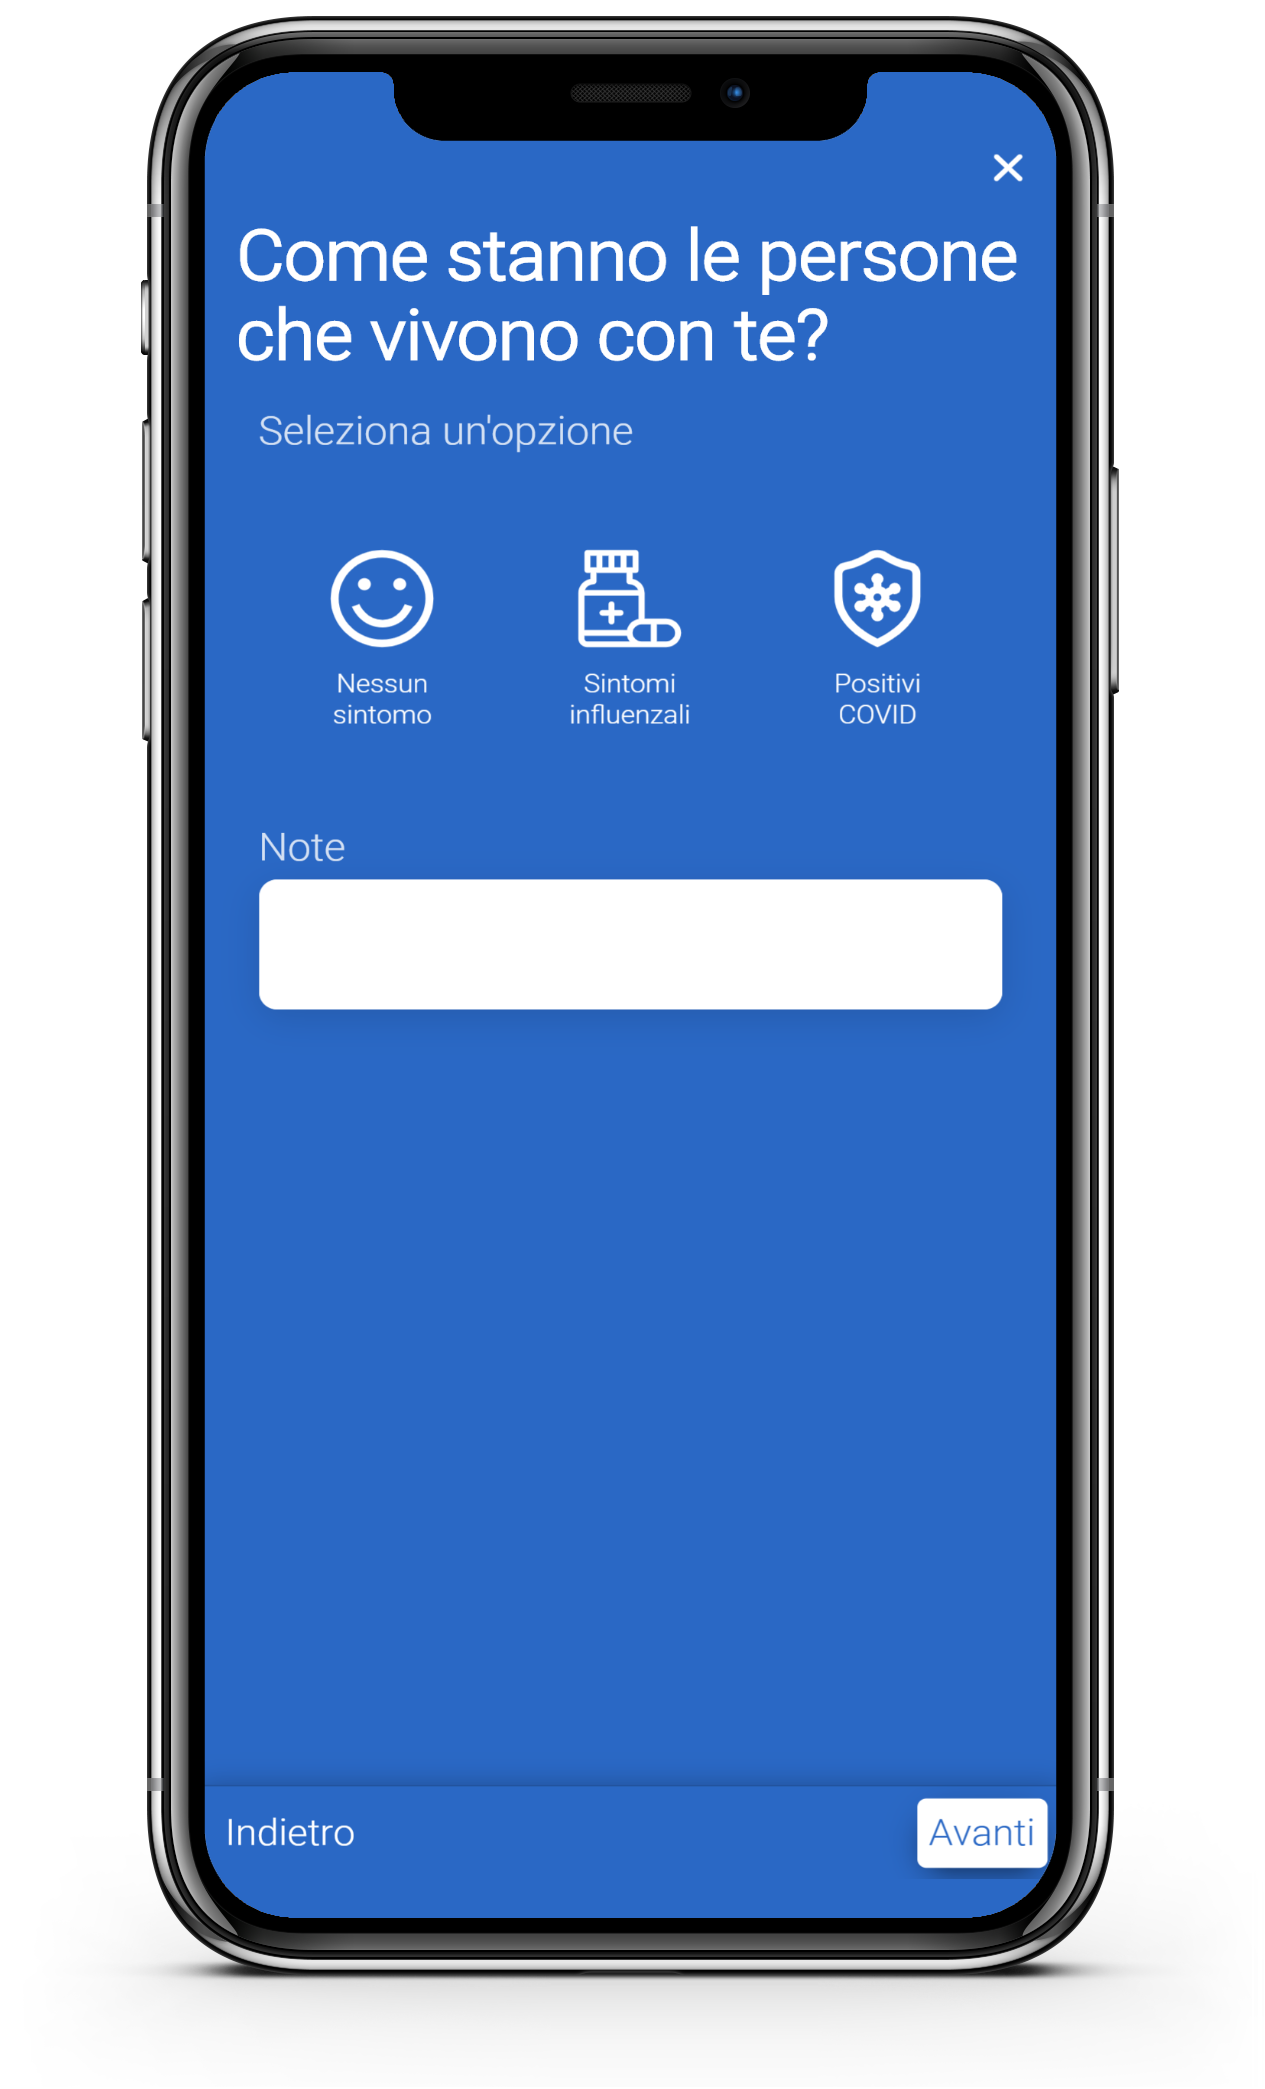 Come stanno le persone
che vivono con te?
Seleziona un'opzione
Nessun
sintomo
Sintomi
influenzali
Positivi
COVID
Note
Indietro
Avanti